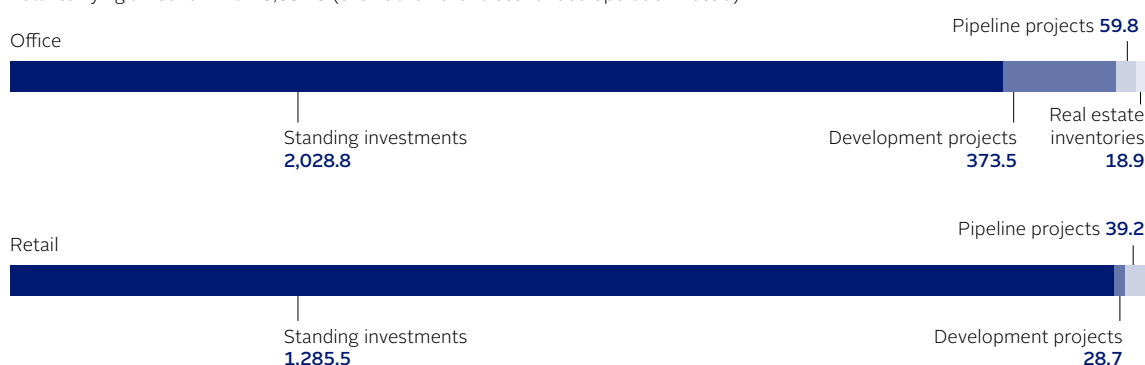 Office
Pipeline projects 59.8
Standing investments
2,028.8
Development projects
373.5
Real estate
inventories
18.9
Retail
Pipeline projects 39.2
Standing investments
1.285.5
Development projects
28.7